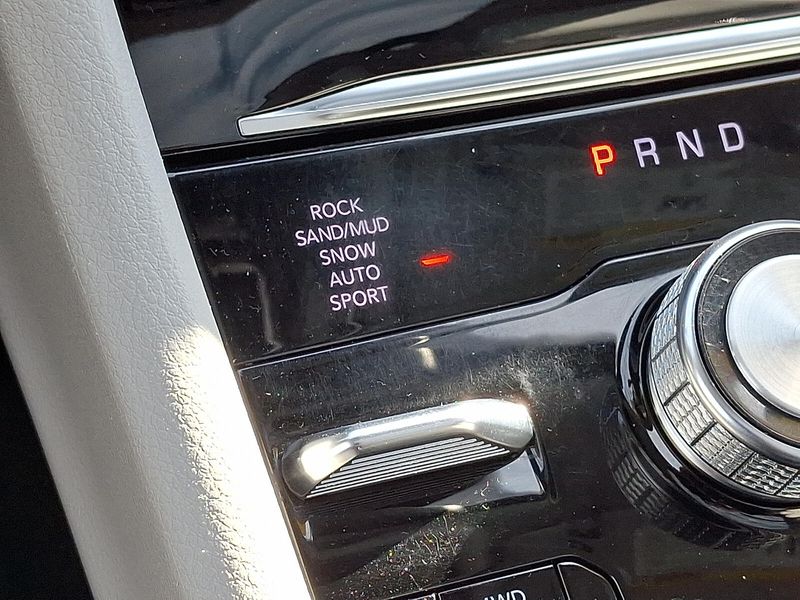 P R N D
ROCK
SAND/MUD
SNOW
AUTO
SPORT